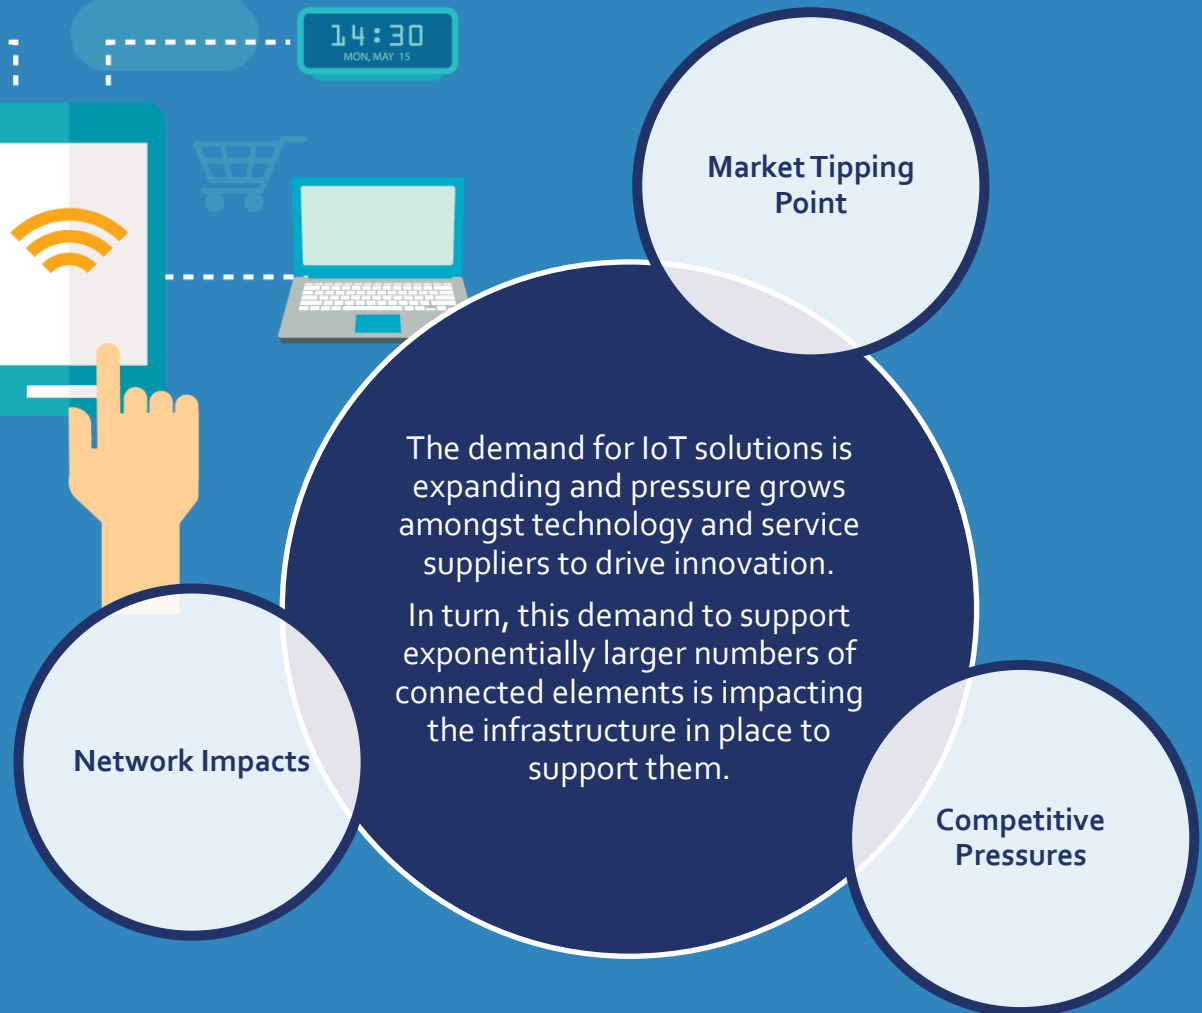 14:30
MON, MAY 15
Market Tipping
Point
The demand for IoT solutions is
expanding and pressure grows
amongst technology and service
suppliers to drive innovation.
In turn, this demand to support
exponentially larger numbers of
connected elements is impacting
the infrastructure in place to
support them.
Network Impacts
Competitive
Pressures